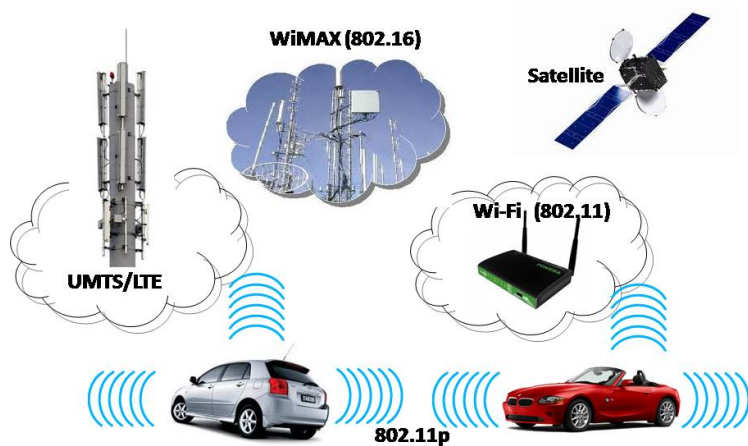 WiMAX (802.16)
Satellite
Wi-Fi (802.11)
UMTS/LTE
802.11p